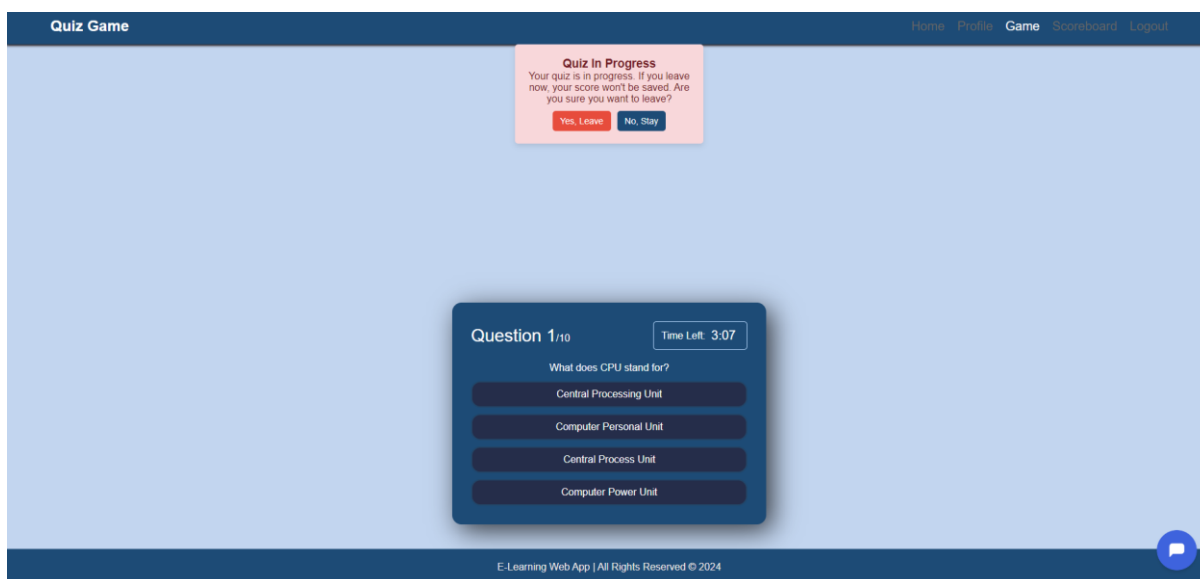 Quiz Game
Home Profile Game Scoreboard Logout
Quiz In Progress
Your quiz is in progress. If you leave
now, your score won't be saved. Are
you sure you want to leave?
Yes, Leave No, Stay
Question 1/10
Time Left: 3:07
What does CPU stand for?
Central Processing Unit
Computer Personal Unit
Central Process Unit
Computer Power Unit
E-Learning Web App | All Rights Reserved © 2024